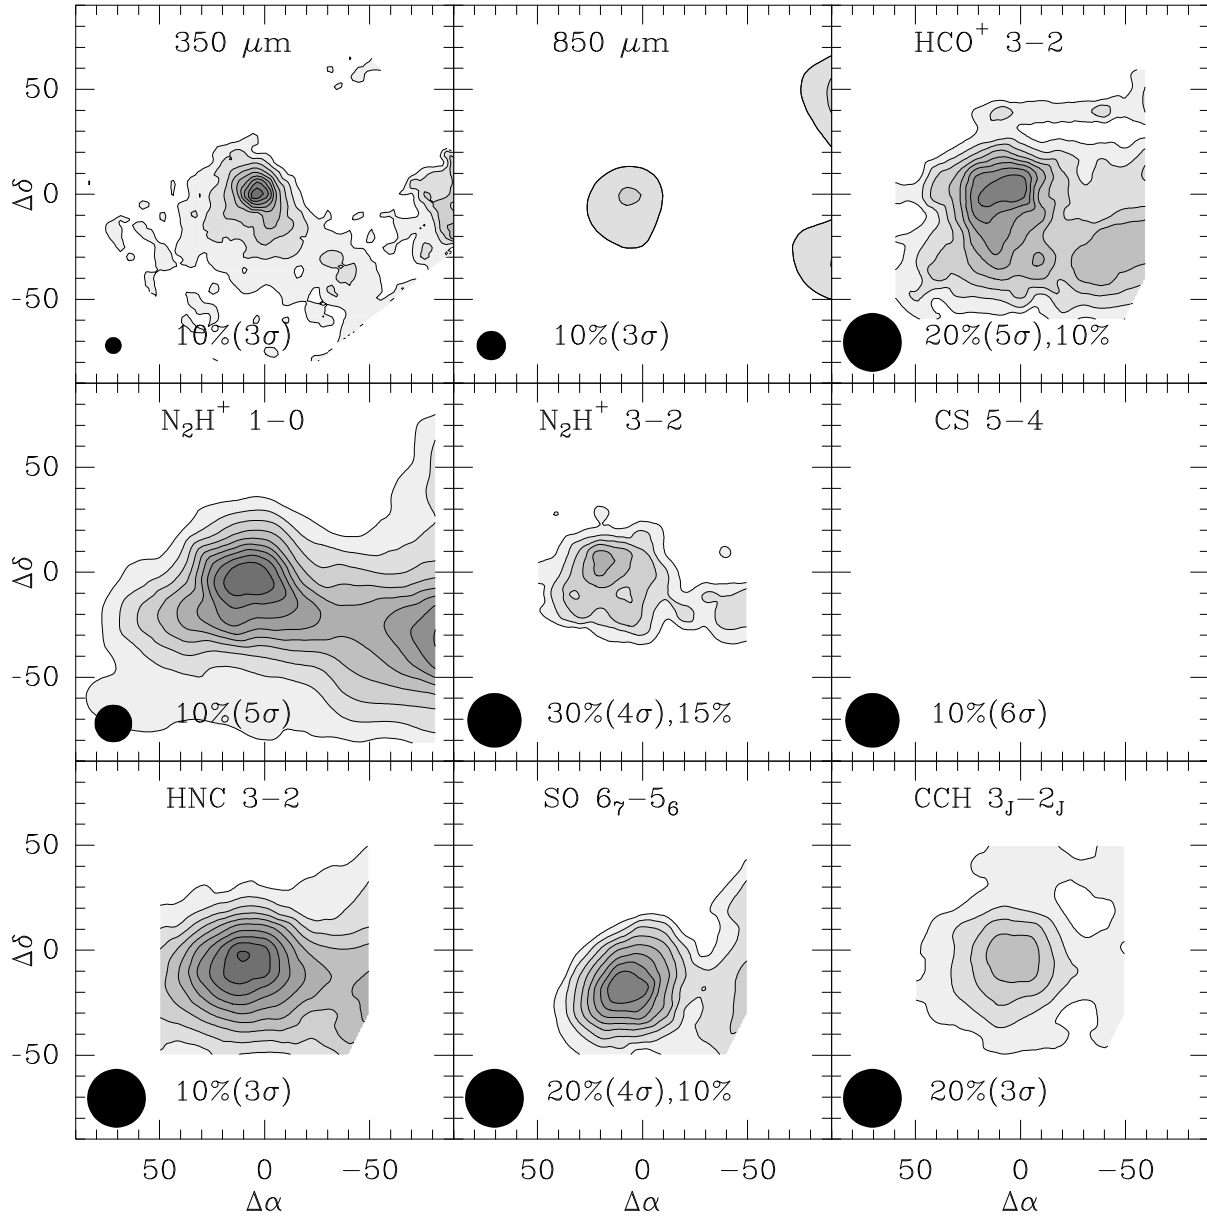 350 μm
850 μm
HCO⁺ 3−2
50
0
-50
Δδ
10%(3σ)
10%(3σ)
20%(5σ),10%
N₂H⁺ 1−0
N₂H⁺ 3−2
CS 5−4
50
0
-50
Δδ
10%(5σ)
30%(4σ),15%
10%(6σ)
HNC 3−2
SO 6₇−5₆
CCH 3_J−2_J
50
0
-50
Δδ
10%(3σ)
20%(4σ),10%
20%(3σ)
50 0 −50 50 0 −50 50 0 −50
Δα Δα Δα